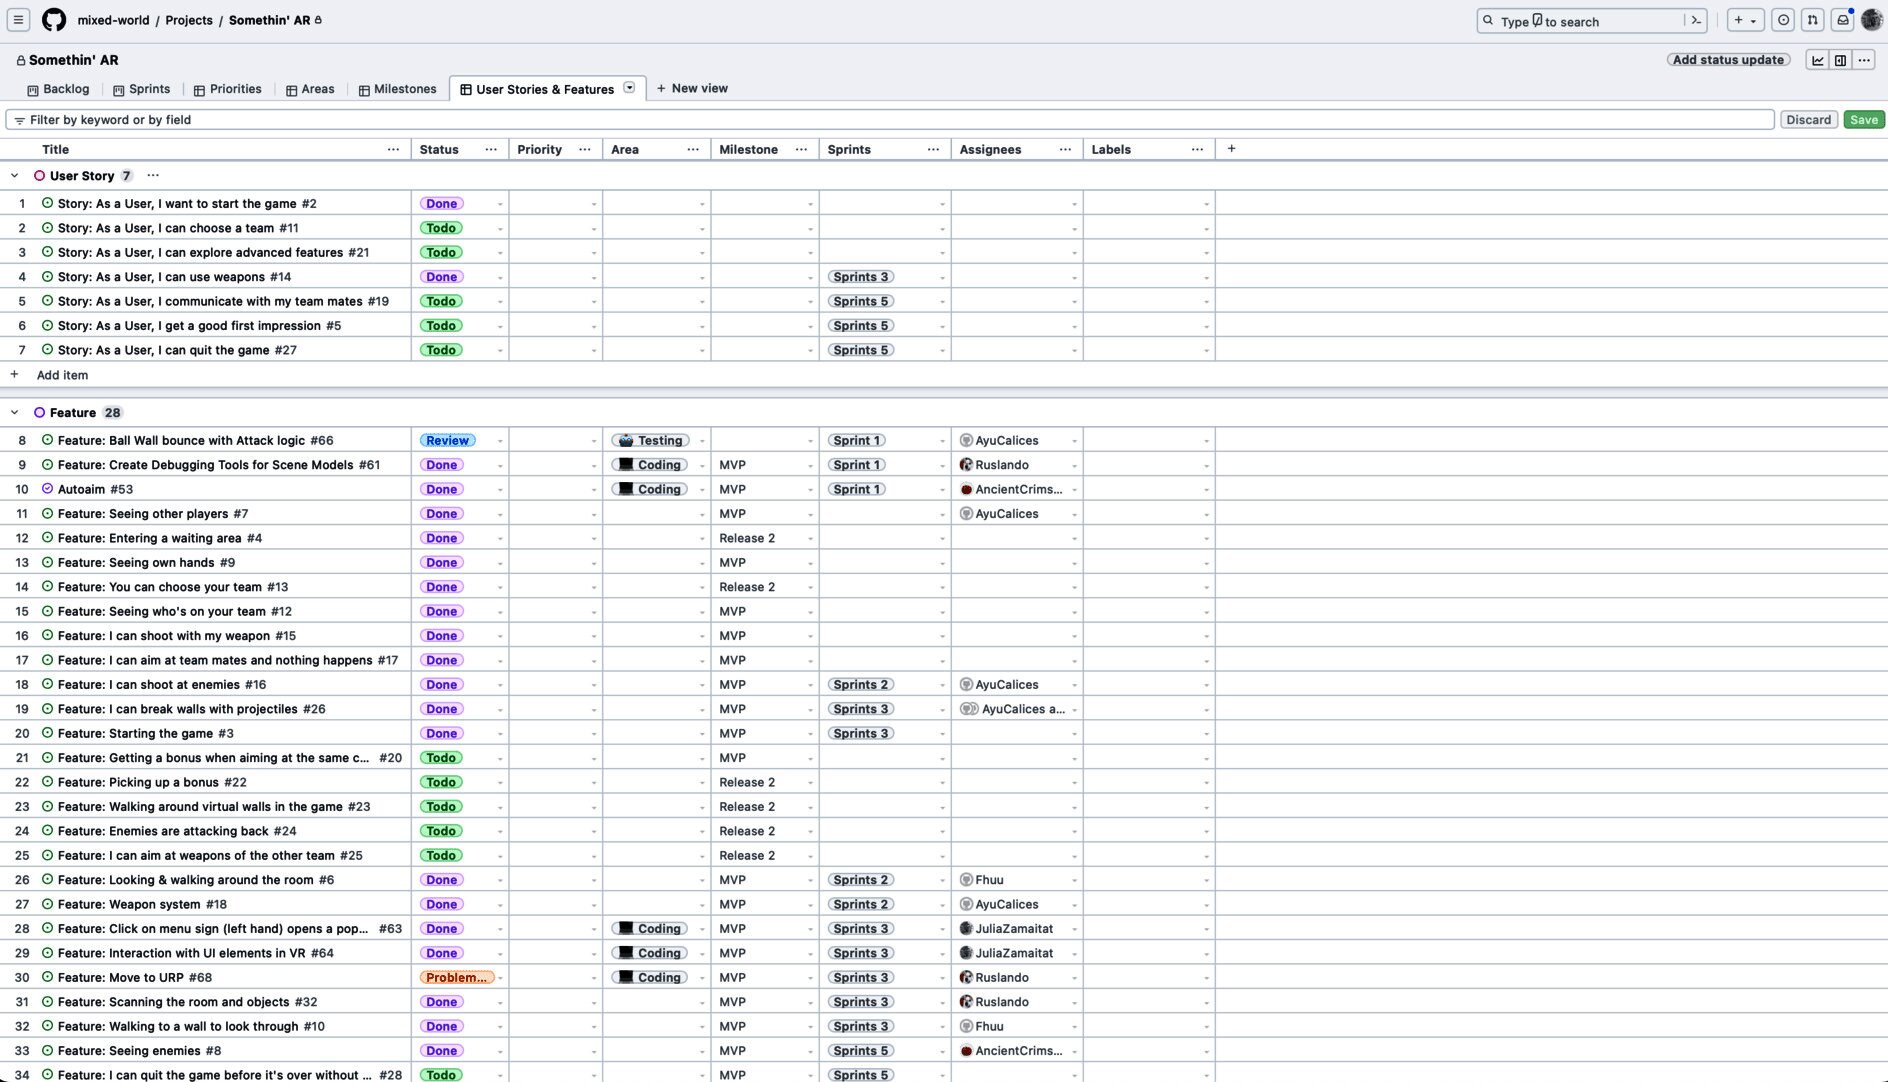 mixed-world / Projects / Somethin' AR
Type / to search
Somethin' AR
Add status update
Backlog Sprints Priorities Areas Milestones User Stories & Features + New view
Filter by keyword or by field Discard Save
Title Status Priority Area Milestone Sprints Assignees Labels +
User Story 7
1 Story: As a User, I want to start the game #2 Done
2 Story: As a User, I can choose a team #11 Todo
3 Story: As a User, I can explore advanced features #21 Todo
4 Story: As a User, I can use weapons #14 Done Sprints 3
5 Story: As a User, I communicate with my team mates #19 Todo Sprints 5
6 Story: As a User, I get a good first impression #5 Todo Sprints 5
7 Story: As a User, I can quit the game #27 Todo Sprints 5
+ Add item
Feature 28
8 Feature: Ball Wall bounce with Attack logic #66 Review Testing Sprint 1 AyuCalices
9 Feature: Create Debugging Tools for Scene Models #61 Done Coding MVP Sprint 1 Ruslando
10 Autoaim #53 Done Coding MVP Sprint 1 AncientCrims...
11 Feature: Seeing other players #7 Done MVP AyuCalices
12 Feature: Entering a waiting area #4 Done Release 2
13 Feature: Seeing own hands #9 Done MVP
14 Feature: You can choose your team #13 Done Release 2
15 Feature: Seeing who's on your team #12 Done MVP
16 Feature: I can shoot with my weapon #15 Done MVP
17 Feature: I can aim at team mates and nothing happens #17 Done MVP
18 Feature: I can shoot at enemies #16 Done MVP Sprints 2 AyuCalices
19 Feature: I can break walls with projectiles #26 Done MVP Sprints 3 AyuCalices a...
20 Feature: Starting the game #3 Done MVP Sprints 3
21 Feature: Getting a bonus when aiming at the same c... #20 Todo MVP
22 Feature: Picking up a bonus #22 Todo Release 2
23 Feature: Walking around virtual walls in the game #23 Todo Release 2
24 Feature: Enemies are attacking back #24 Todo Release 2
25 Feature: I can aim at weapons of the other team #25 Todo Release 2
26 Feature: Looking & walking around the room #6 Done MVP Sprints 2 Fhuu
27 Feature: Weapon system #18 Done MVP Sprints 2 AyuCalices
28 Feature: Click on menu sign (left hand) opens a pop... #63 Done Coding MVP Sprints 3 JuliaZamaitat
29 Feature: Interaction with UI elements in VR #64 Done Coding MVP Sprints 3 JuliaZamaitat
30 Feature: Move to URP #68 Problem... Coding MVP Sprints 3 Ruslando
31 Feature: Scanning the room and objects #32 Done MVP Sprints 3 Ruslando
32 Feature: Walking to a wall to look through #10 Done MVP Sprints 3 Fhuu
33 Feature: Seeing enemies #8 Done MVP Sprints 5 AncientCrims...
34 Feature: I can quit the game before it's over without ... #28 Todo MVP Sprints 5